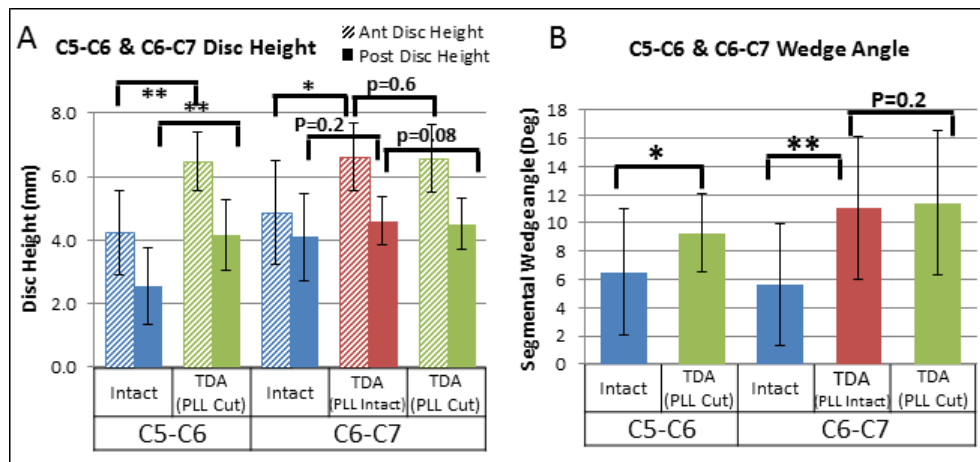 A
C5-C6 & C6-C7 Disc Height
Ant Disc Height
Post Disc Height
** 
**
*
p=0.6
P=0.2
p=0.08
Disc Height (mm)
8.0
6.0
4.0
2.0
0.0
Intact
TDA
(PLL Cut)
Intact
TDA
(PLL Intact)
TDA
(PLL Cut)
C5-C6
C6-C7
B
C5-C6 & C6-C7 Wedge Angle
*
**
P=0.2
Segmental Wedgeangle (Deg)
18
16
14
12
10
8
6
4
2
0
Intact
TDA
(PLL Cut)
Intact
TDA
(PLL Intact)
TDA
(PLL Cut)
C5-C6
C6-C7